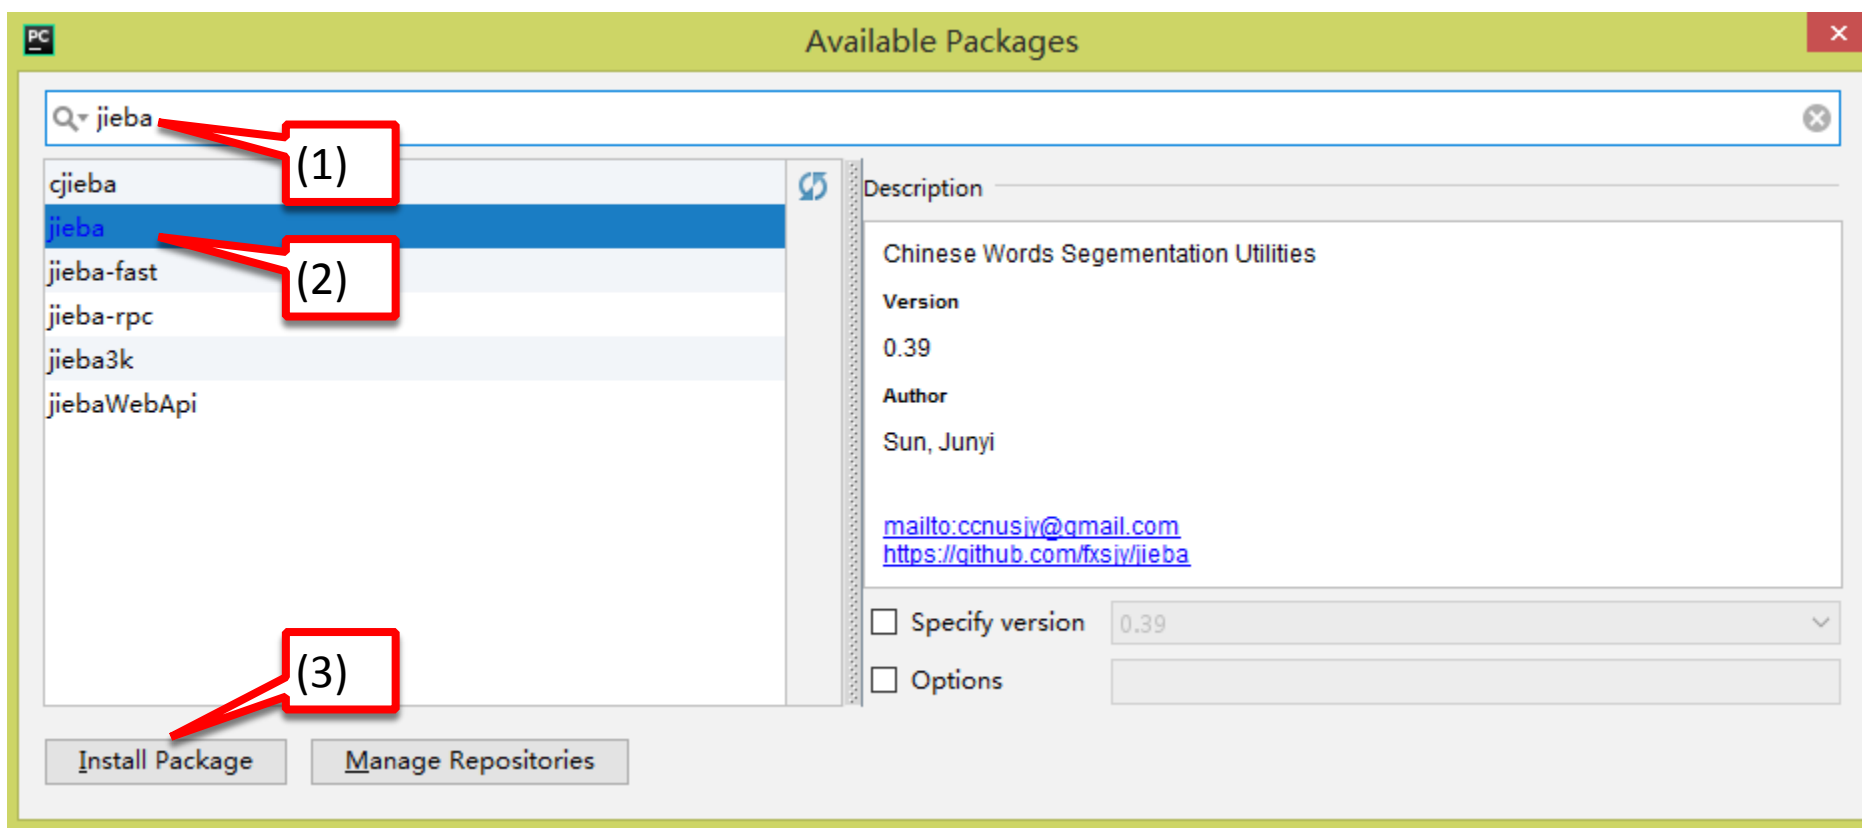 PC
Available Packages
jieba
(1)
cjieba
jieba
(2)
jieba-fast
jieba-rpc
jieba3k
jiebaWebApi
Description
Chinese Words Segementation Utilities
Version
0.39
Author
Sun, Junyi
mailto:ccnusjy@gmail.com
https://github.com/fxsjy/jieba
Specify version
0.39
Options
(3)
Install Package
Manage Repositories